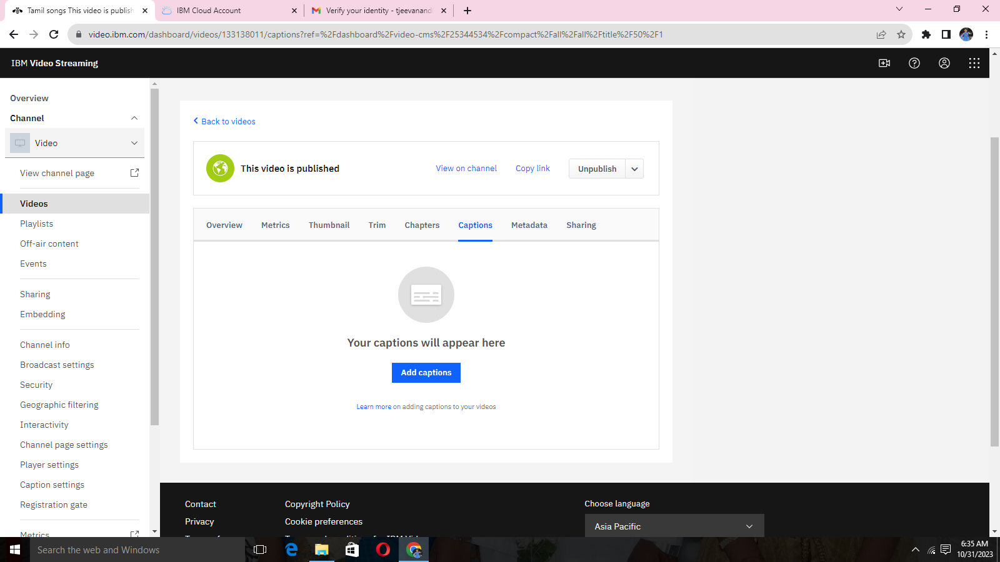 Tamil songs This video is publish
IBM Cloud Account
Verify your identity - tjeevanand
video.ibm.com/dashboard/videos/133138011/captions?ref=%2Fdashboard%2Fvideo-cms%2F25344534%2Fcompact%2Fall%2Fall%2Ftitle%2F50%2F1
IBM Video Streaming
Overview
Channel
Video
View channel page
Videos
Playlists
Off-air content
Events
Sharing
Embedding
Channel info
Broadcast settings
Security
Geographic filtering
Interactivity
Channel page settings
Player settings
Caption settings
Registration gate
Metrics
Back to videos
This video is published
View on channel
Copy link
Unpublish
Overview Metrics Thumbnail Trim Chapters Captions Metadata Sharing
Your captions will appear here
Add captions
Learn more on adding captions to your videos
Contact
Privacy
Copyright Policy
Cookie preferences
Choose language
Asia Pacific
Search the web and Windows
6:35 AM
10/31/2023